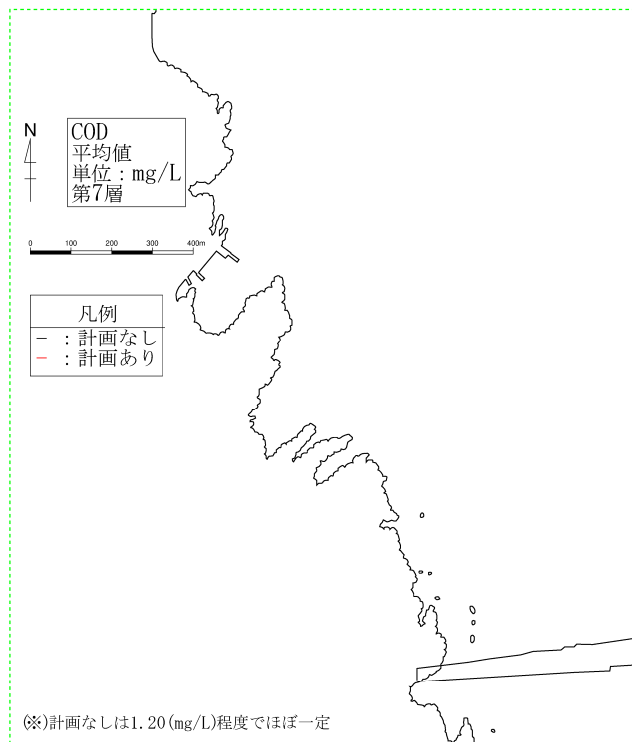 N
COD
平均値
単位：mg/L
第7層
0 100 200 300 400m
凡例
− ：計画なし
− ：計画あり
(※)計画なしは1.20(mg/L)程度でほぼ一定